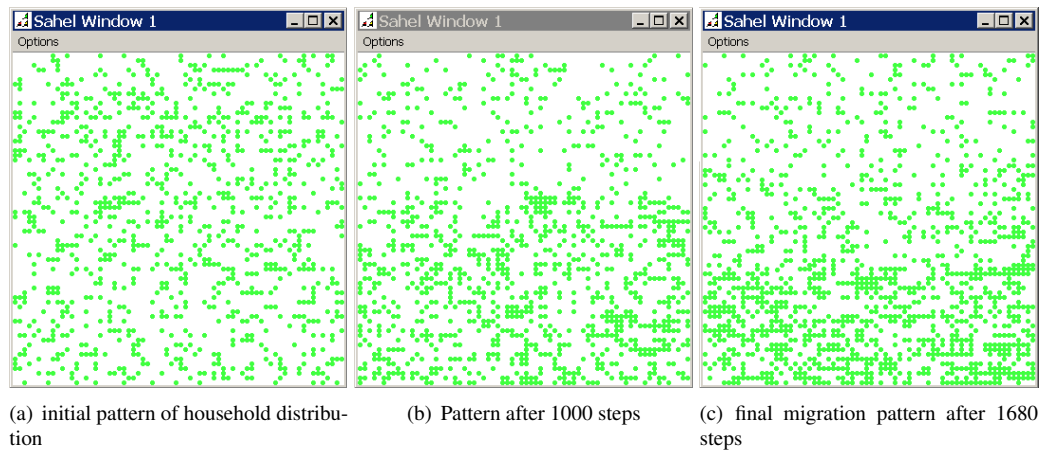 Sahel Window 1
Options
Sahel Window 1
Options
Sahel Window 1
Options
(a) initial pattern of household distribu-
tion
(b) Pattern after 1000 steps
(c) final migration pattern after 1680
steps